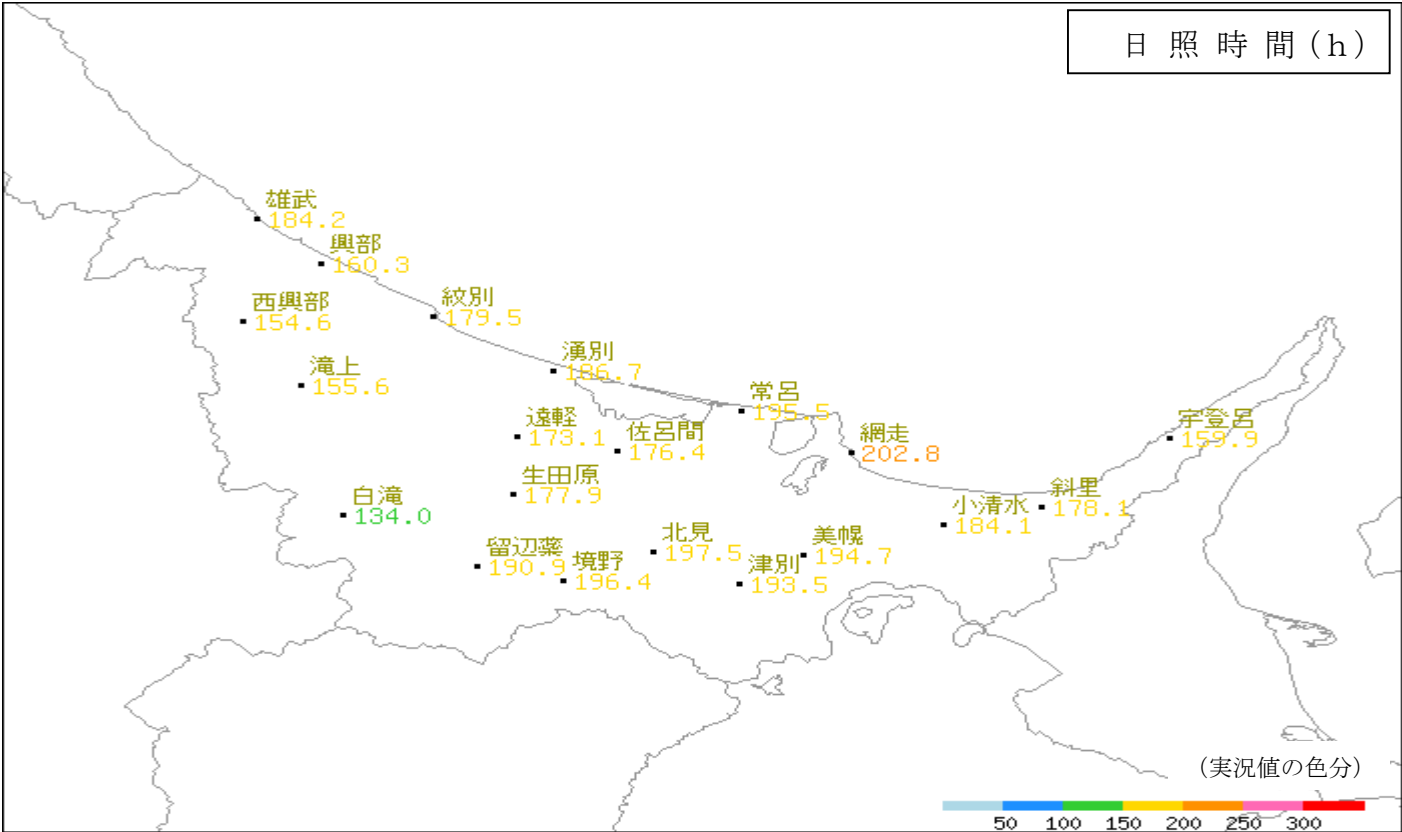 日 照 時 間 (ｈ)
雄武
184.2
興部
160.3
西興部
154.6
紋別
179.5
滝上
155.6
湧別
186.7
常呂
195.5
遠軽
173.1
佐呂間
176.4
網走
202.8
宇登呂
159.9
生田原
177.9
白滝
134.0
斜里
178.1
小清水
184.1
留辺蘂
190.9
境野
196.4
北見
197.5
美幌
194.7
津別
193.5
(実況値の色分)
50 100 150 200 250 300